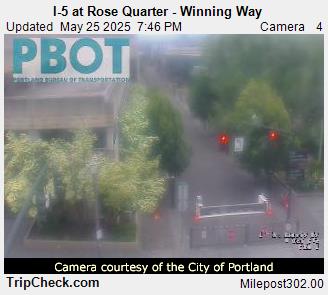 I-5 at Rose Quarter - Winning Way
Updated May 25 2025 7:46 PM Camera 4
PBOT
PORTLAND BUREAU OF TRANSPORTATION
Camera courtesy of the City of Portland
TripCheck.com Milepost302.00